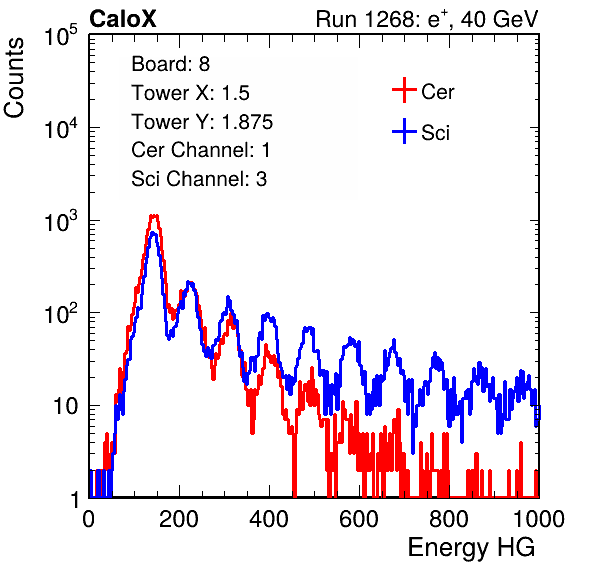 CaloX Run 1268: e⁺, 40 GeV
Counts
10⁵
10⁴
10³
10²
10
1
Board: 8
Tower X: 1.5
Tower Y: 1.875
Cer Channel: 1
Sci Channel: 3
Cer
Sci
0 200 400 600 800 1000
Energy HG